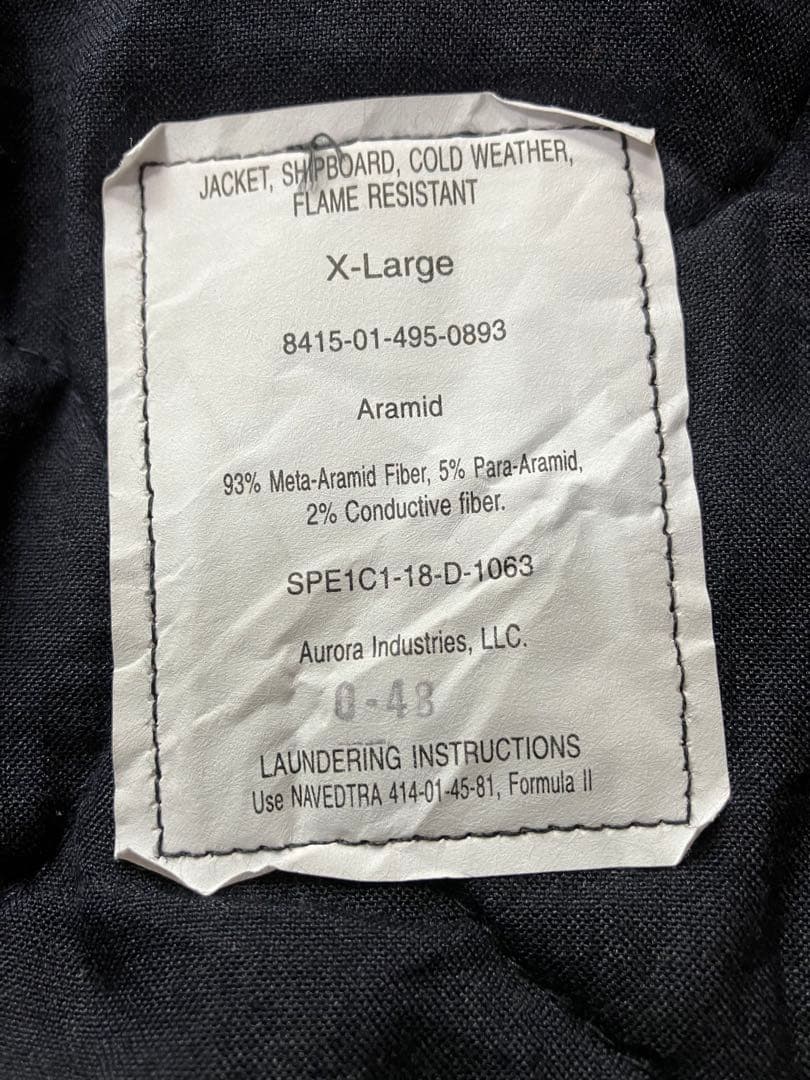 JACKET, SHIPBOARD, COLD WEATHER,
FLAME RESISTANT
X-Large
8415-01-495-0893
Aramid
93% Meta-Aramid Fiber, 5% Para-Aramid,
2% Conductive fiber.
SPE1C1-18-D-1063
Aurora Industries, LLC.
0-48
LAUNDERING INSTRUCTIONS
Use NAVEDTRA 414-01-45-81, Formula II